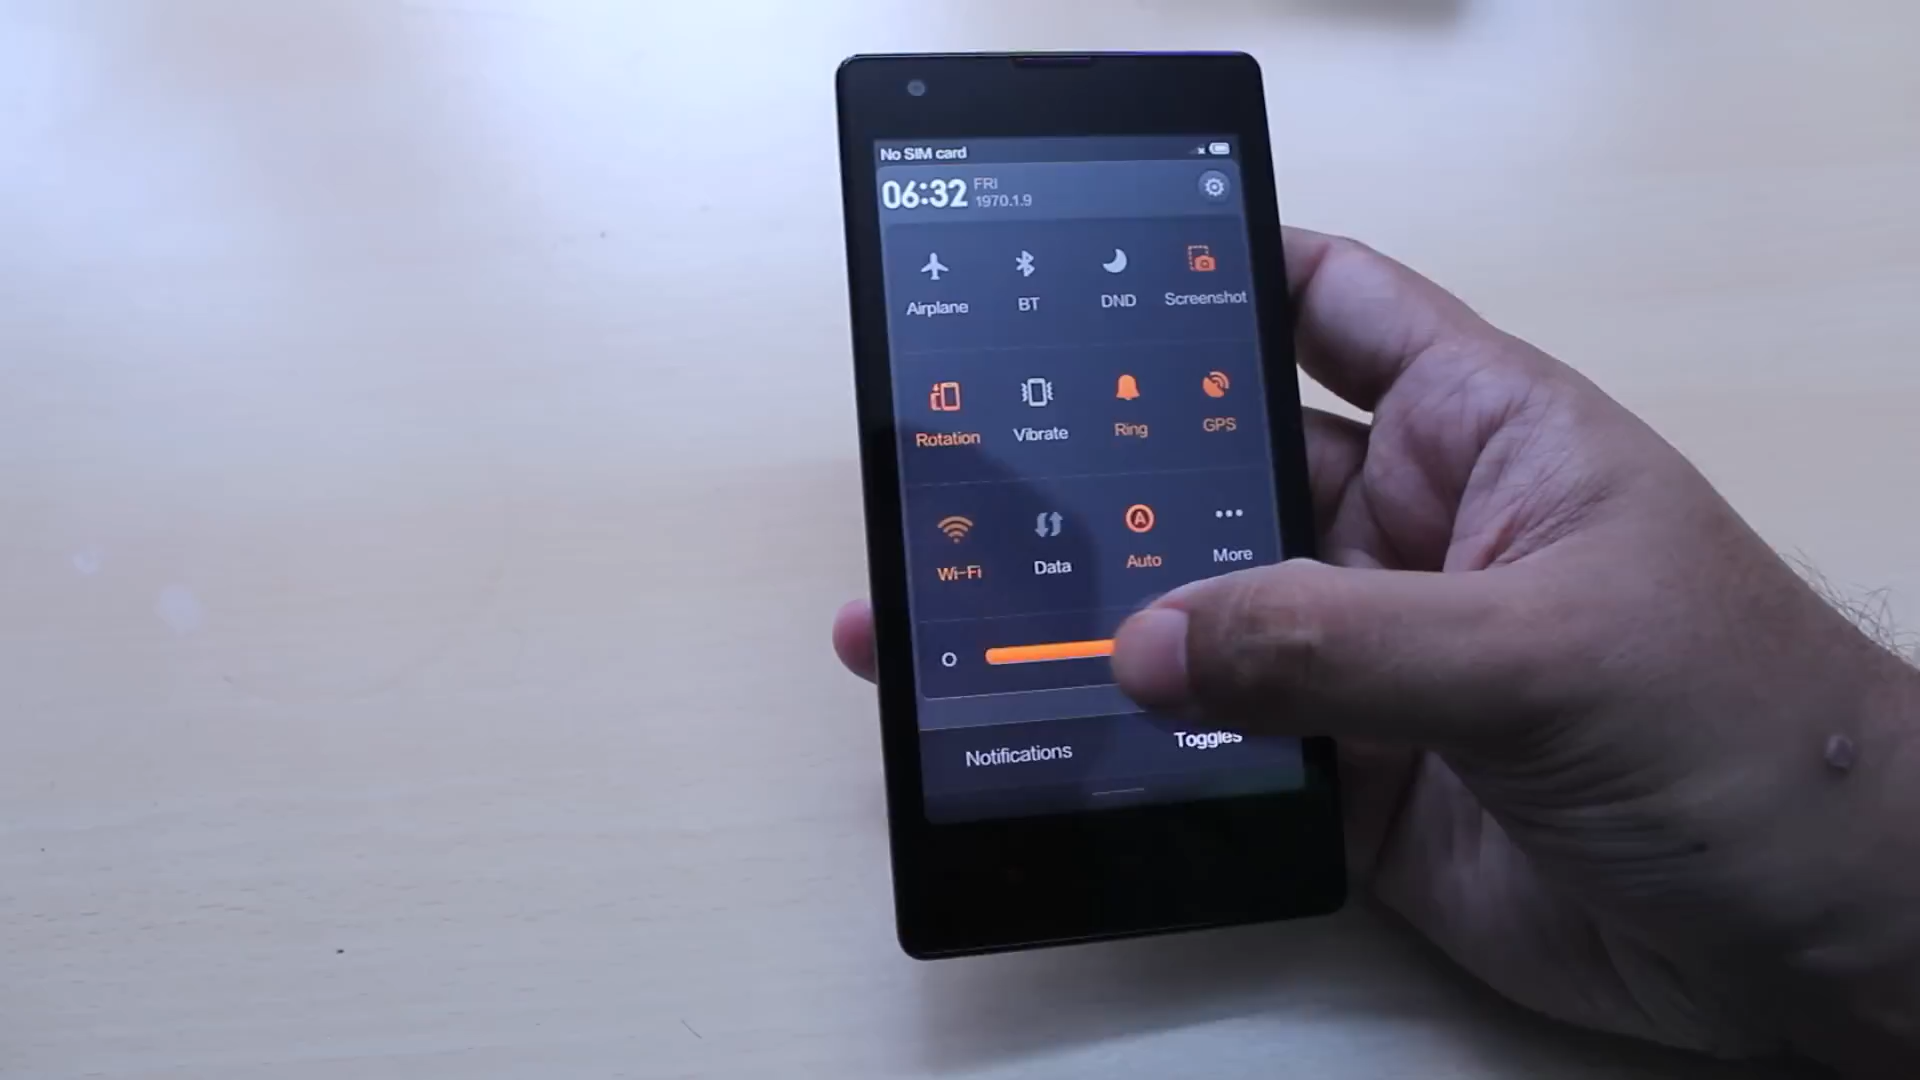 No SIM card
06:32 FRI
1970.1.9
Airplane BT DND Screenshot
Rotation Vibrate Ring GPS
Wi-Fi Data A Auto More
Notifications Toggles